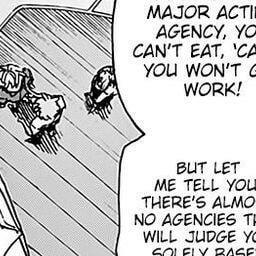 MAJOR ACTI
AGENCY, YO
CAN'T EAT, 'CA
YOU WON'T G
WORK!
BUT LET
ME TELL YOU
THERE'S ALMO
NO AGENCIES TH
WILL JUDGE YO
SOLELY BASE